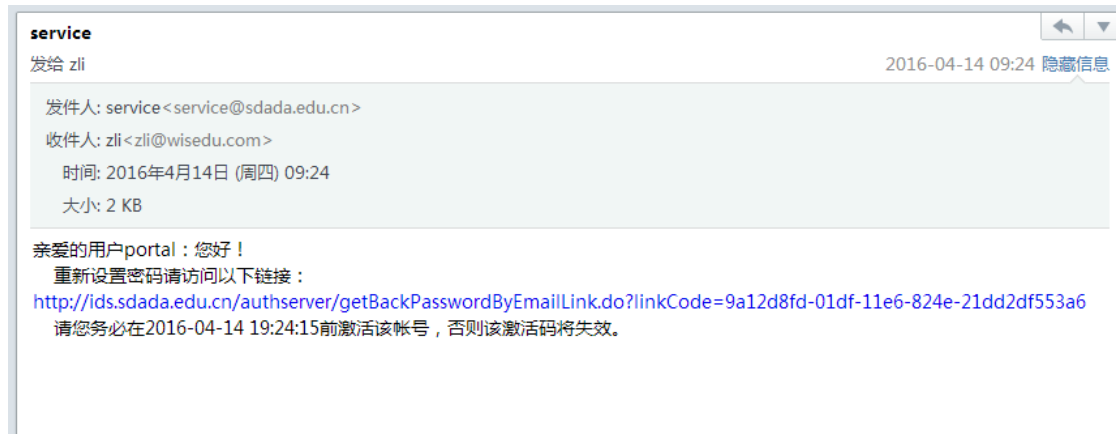 service
发给 zli 2016-04-14 09:24 隐藏信息
发件人: service<service@sdada.edu.cn>
收件人: zli<zli@wisedu.com>
时间: 2016年4月14日 (周四) 09:24
大小: 2 KB
亲爱的用户portal：您好！
重新设置密码请访问以下链接：
http://ids.sdada.edu.cn/authserver/getBackPasswordByEmailLink.do?linkCode=9a12d8fd-01df-11e6-824e-21dd2df553a6
请您务必在2016-04-14 19:24:15前激活该帐号，否则该激活码将失效。